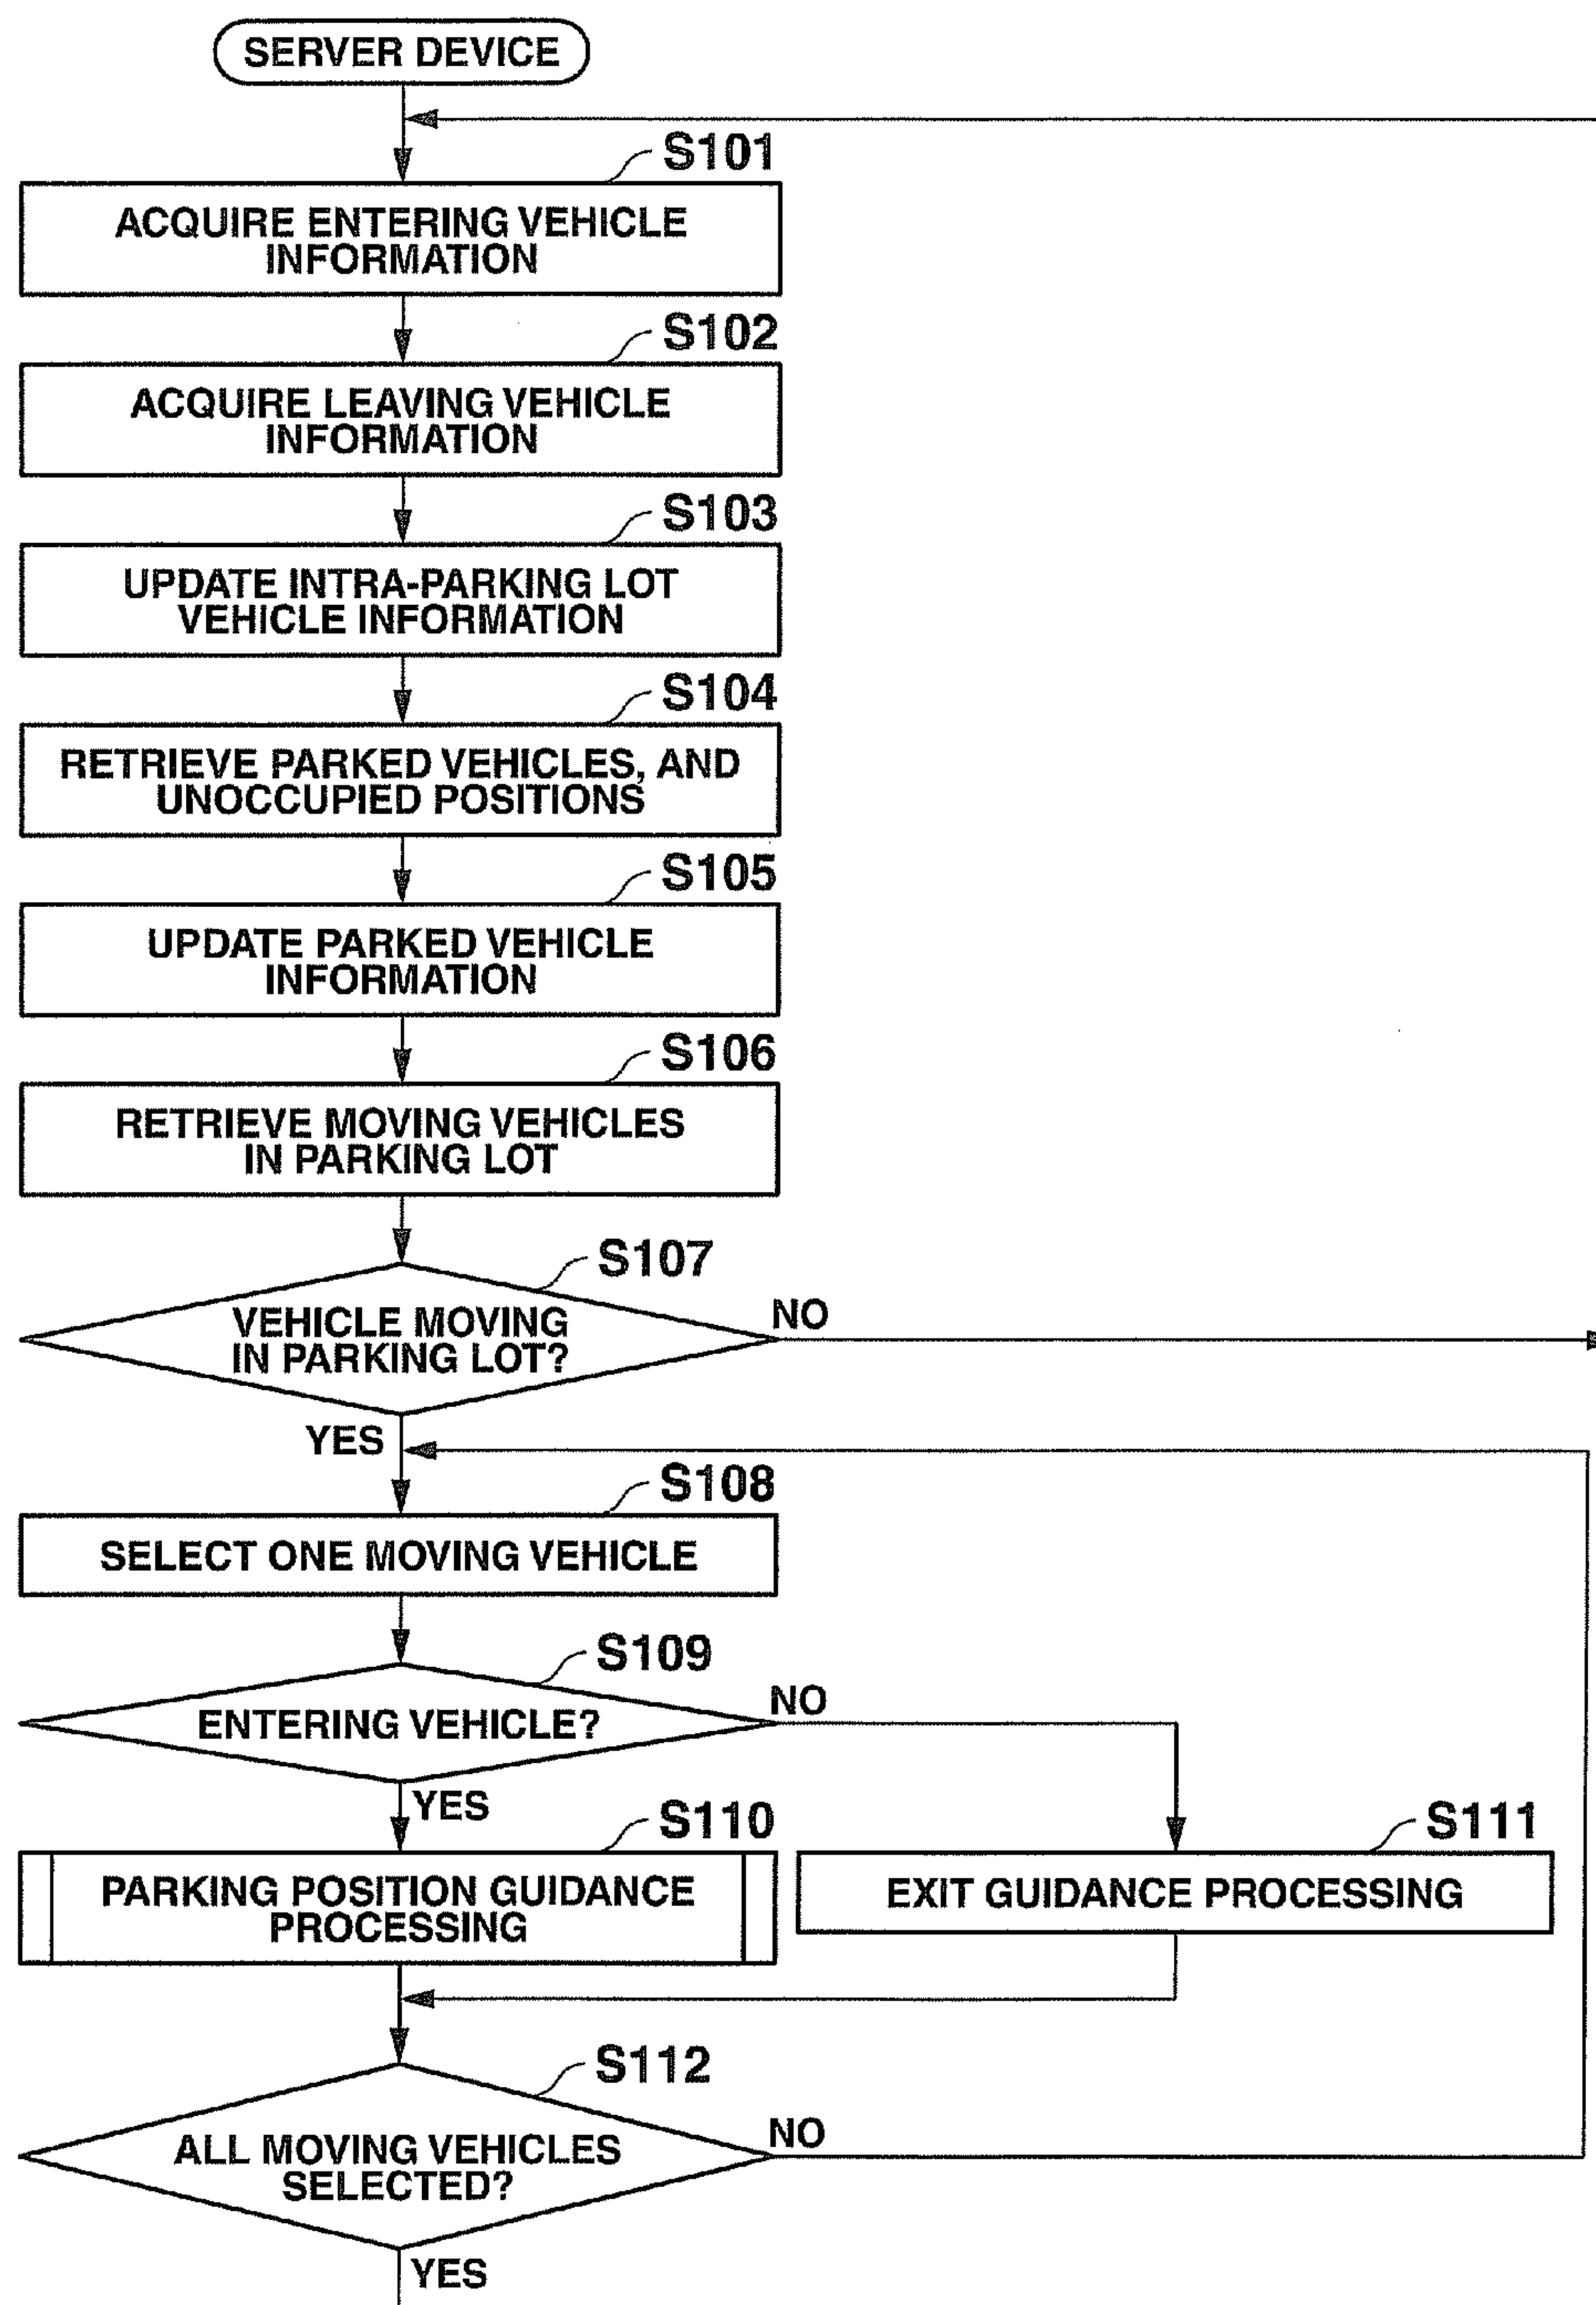 SERVER DEVICE
S101
ACQUIRE ENTERING VEHICLE
INFORMATION
S102
ACQUIRE LEAVING VEHICLE
INFORMATION
S103
UPDATE INTRA-PARKING LOT
VEHICLE INFORMATION
S104
RETRIEVE PARKED VEHICLES, AND
UNOCCUPIED POSITIONS
S105
UPDATE PARKED VEHICLE
INFORMATION
S106
RETRIEVE MOVING VEHICLES
IN PARKING LOT
S107
VEHICLE MOVING
IN PARKING LOT?
NO
YES
S108
SELECT ONE MOVING VEHICLE
S109
ENTERING VEHICLE?
NO
YES
S110
PARKING POSITION GUIDANCE
PROCESSING
S111
EXIT GUIDANCE PROCESSING
S112
ALL MOVING VEHICLES
SELECTED?
NO
YES